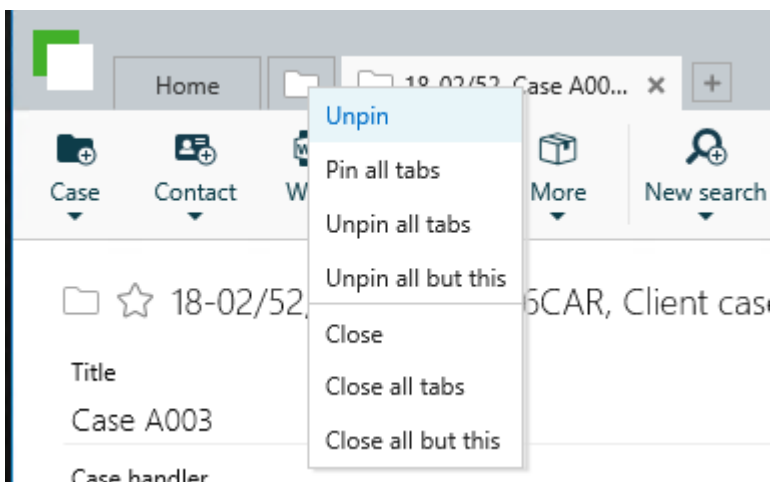 Home
18-02/52, Case A00...
Unpin
Pin all tabs
Unpin all tabs
Unpin all but this
Close
Close all tabs
Close all but this
Case
Contact
W
More
New search
18-02/52, 6CAR, Client case
Title
Case A003
Case handler